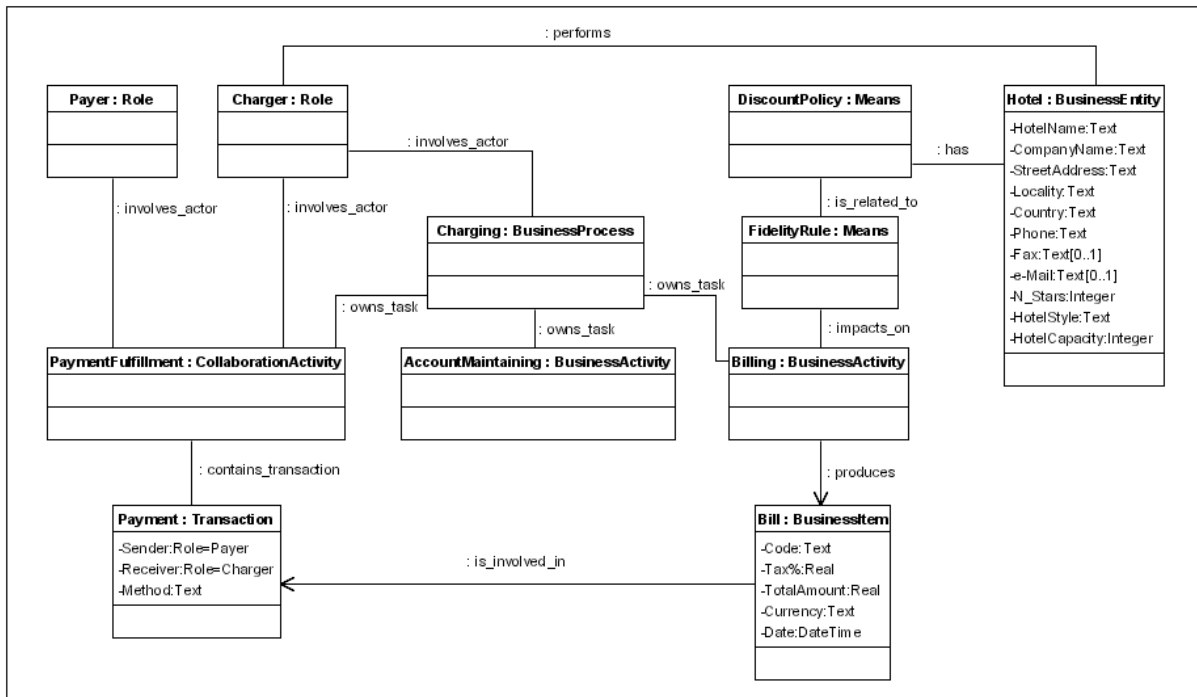 : performs
Payer : Role
Charger : Role
DiscountPolicy : Means
Hotel : BusinessEntity
-HotelName:Text
-CompanyName:Text
-StreetAddress:Text
-Locality:Text
-Country:Text
-Phone:Text
-Fax:Text[0..1]
-e-Mail:Text[0..1]
-N_Stars:Integer
-HotelStyle:Text
-HotelCapacity:Integer
: involves_actor
: has
: involves_actor
: involves_actor
: is_related_to
Charging : BusinessProcess
FidelityRule : Means
: owns_task
: owns_task
: owns_task
: impacts_on
PaymentFulfillment : CollaborationActivity
AccountMaintaining : BusinessActivity
Billing : BusinessActivity
: contains_transaction
: produces
Payment : Transaction
-Sender:Role=Payer
-Receiver:Role=Charger
-Method:Text
: is_involved_in
Bill : BusinessItem
-Code:Text
-Tax%:Real
-TotalAmount:Real
-Currency:Text
-Date:DateTime